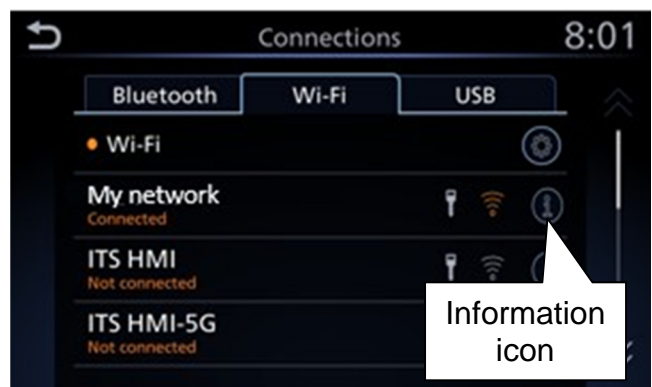 Connections 8:01
Bluetooth Wi-Fi USB
Wi-Fi
My network
Connected
ITS HMI
Not connected
ITS HMI-5G
Not connected
Information
icon